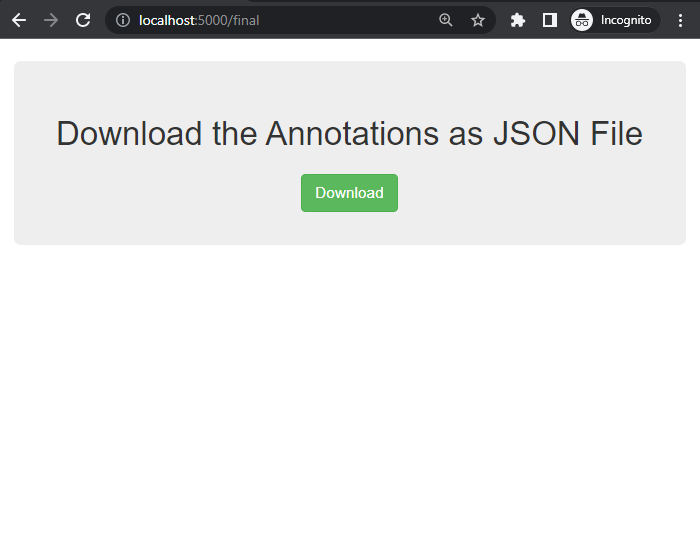 localhost:5000/final
Incognito
Download the Annotations as JSON File
Download